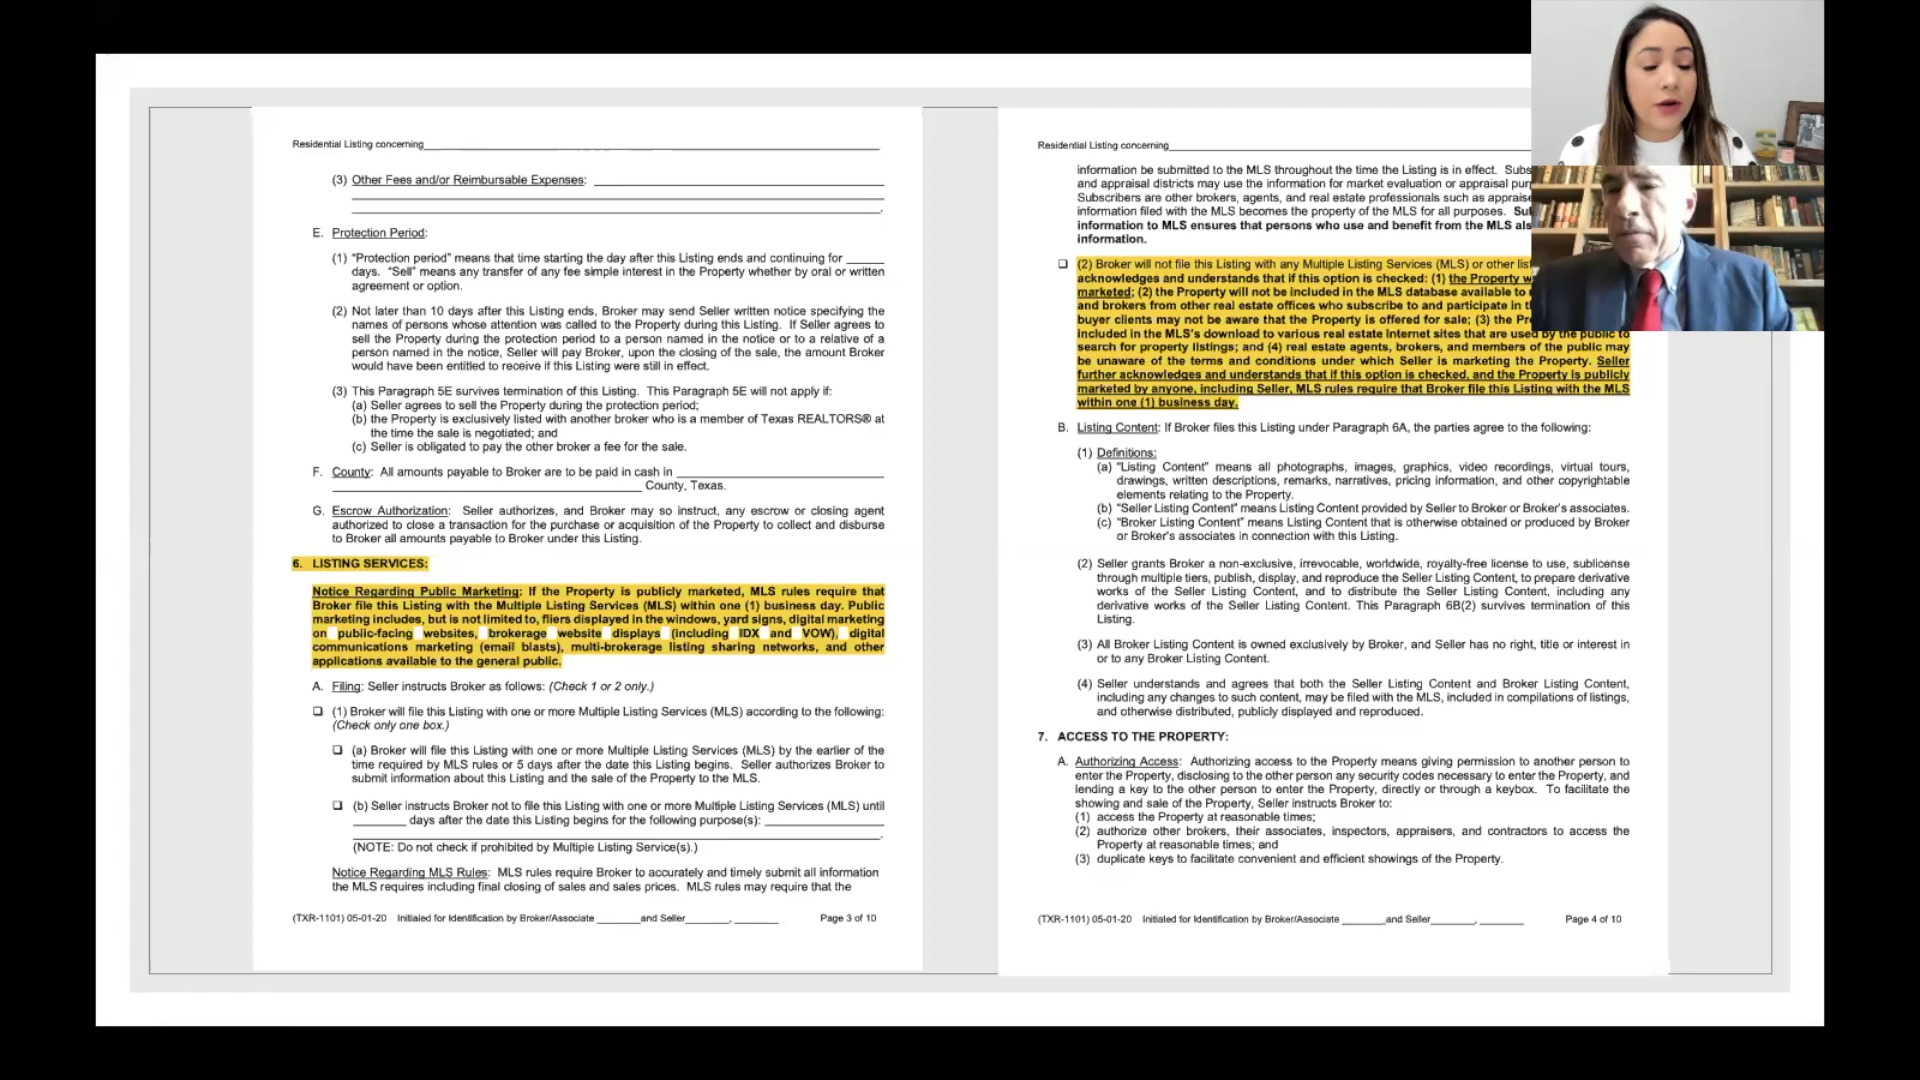 Residential Listing concerning
(3) Other Fees and/or Reimbursable Expenses:
E. Protection Period:
(1) “Protection period” means that time starting the day after this Listing ends and continuing for ______
days. “Sell” means any transfer of any fee simple interest in the Property whether by oral or written
agreement or option.
(2) Not later than 10 days after this Listing ends, Broker may send Seller written notice specifying the
names of persons whose attention was called to the Property during this Listing. If Seller agrees to
sell the Property during the protection period to a person named in the notice or to a relative of a
person named in the notice, Seller will pay Broker, upon the closing of the sale, the amount Broker
would have been entitled to receive if this Listing were still in effect.
(3) This Paragraph 5E survives termination of this Listing. This Paragraph 5E will not apply if:
(a) Seller agrees to sell the Property during the protection period;
(b) the Property is exclusively listed with another broker who is a member of Texas REALTORS® at
the time the sale is negotiated; and
(c) Seller is obligated to pay the other broker a fee for the sale.
F. County: All amounts payable to Broker are to be paid in cash in
County, Texas.
G. Escrow Authorization: Seller authorizes, and Broker may so instruct, any escrow or closing agent
authorized to close a transaction for the purchase or acquisition of the Property to collect and disburse
to Broker all amounts payable to Broker under this Listing.
6. LISTING SERVICES:
Notice Regarding Public Marketing: If the Property is publicly marketed, MLS rules require that
Broker file this Listing with the Multiple Listing Services (MLS) within one (1) business day. Public
marketing includes, but is not limited to, fliers displayed in the windows, yard signs, digital marketing
on public-facing websites, brokerage website displays (including IDX and VOW), digital
communications marketing (email blasts), multi-brokerage listing sharing networks, and other
applications available to the general public.
A. Filing: Seller instructs Broker as follows: (Check 1 or 2 only.)
❑ (1) Broker will file this Listing with one or more Multiple Listing Services (MLS) according to the following:
(Check only one box.)
❑ (a) Broker will file this Listing with one or more Multiple Listing Services (MLS) by the earlier of the
time required by MLS rules or 5 days after the date this Listing begins. Seller authorizes Broker to
submit information about this Listing and the sale of the Property to the MLS.
❑ (b) Seller instructs Broker not to file this Listing with one or more Multiple Listing Services (MLS) until
________ days after the date this Listing begins for the following purpose(s):
(NOTE: Do not check if prohibited by Multiple Listing Service(s).)
Notice Regarding MLS Rules: MLS rules require Broker to accurately and timely submit all information
the MLS requires including final closing of sales and sales prices. MLS rules may require that the
(TXR-1101) 05-01-20 Initialed for Identification by Broker/Associate ______ and Seller ______, ______ Page 3 of 10
Residential Listing concerning
information be submitted to the MLS throughout the time the Listing is in effect.
and appraisal districts may use the information for market evaluation or appraisal
Subscribers are other brokers, agents, and real estate professionals such as
information filed with the MLS becomes the property of the MLS for all purposes.
information to MLS ensures that persons who use and benefit from the MLS
information.
❑ (2) Broker will not file this Listing with any Multiple Listing Services (MLS) or other
acknowledges and understands that if this option is checked: (1) the Property
marketed; (2) the Property will not be included in the MLS database available to
and brokers from other real estate offices who subscribe to and participate in
buyer clients may not be aware that the Property is offered for sale; (3) the
included in the MLS's download to various real estate Internet sites that are used by the public to
search for property listings; and (4) real estate agents, brokers, and members of the public may
be unaware of the terms and conditions under which Seller is marketing the Property. Seller
further acknowledges and understands that if this option is checked, and the Property is publicly
marketed by anyone, including Seller, MLS rules require that Broker file this Listing with the MLS
within one (1) business day.
B. Listing Content: If Broker files this Listing under Paragraph 6A, the parties agree to the following:
(1) Definitions:
(a) “Listing Content” means all photographs, images, graphics, video recordings, virtual tours,
drawings, written descriptions, remarks, narratives, pricing information, and other copyrightable
elements relating to the Property.
(b) “Seller Listing Content” means Listing Content provided by Seller to Broker or Broker's associates.
(c) “Broker Listing Content” means Listing Content that is otherwise obtained or produced by Broker
or Broker's associates in connection with this Listing.
(2) Seller grants Broker a non-exclusive, irrevocable, worldwide, royalty-free license to use, sublicense
through multiple tiers, publish, display, and reproduce the Seller Listing Content, to prepare derivative
works of the Seller Listing Content, and to distribute the Seller Listing Content, including any
derivative works of the Seller Listing Content. This Paragraph 6B(2) survives termination of this
Listing.
(3) All Broker Listing Content is owned exclusively by Broker, and Seller has no right, title or interest in
or to any Broker Listing Content.
(4) Seller understands and agrees that both the Seller Listing Content and Broker Listing Content,
including any changes to such content, may be filed with the MLS, included in compilations of listings,
and otherwise distributed, publicly displayed and reproduced.
7. ACCESS TO THE PROPERTY:
A. Authorizing Access: Authorizing access to the Property means giving permission to another person to
enter the Property, disclosing to the other person any security codes necessary to enter the Property, and
lending a key to the other person to enter the Property, directly or through a keybox. To facilitate the
showing and sale of the Property, Seller instructs Broker to:
(1) access the Property at reasonable times;
(2) authorize other brokers, their associates, inspectors, appraisers, and contractors to access the
Property at reasonable times; and
(3) duplicate keys to facilitate convenient and efficient showings of the Property.
(TXR-1101) 05-01-20 Initialed for Identification by Broker/Associate ______ and Seller ______, ______ Page 4 of 10